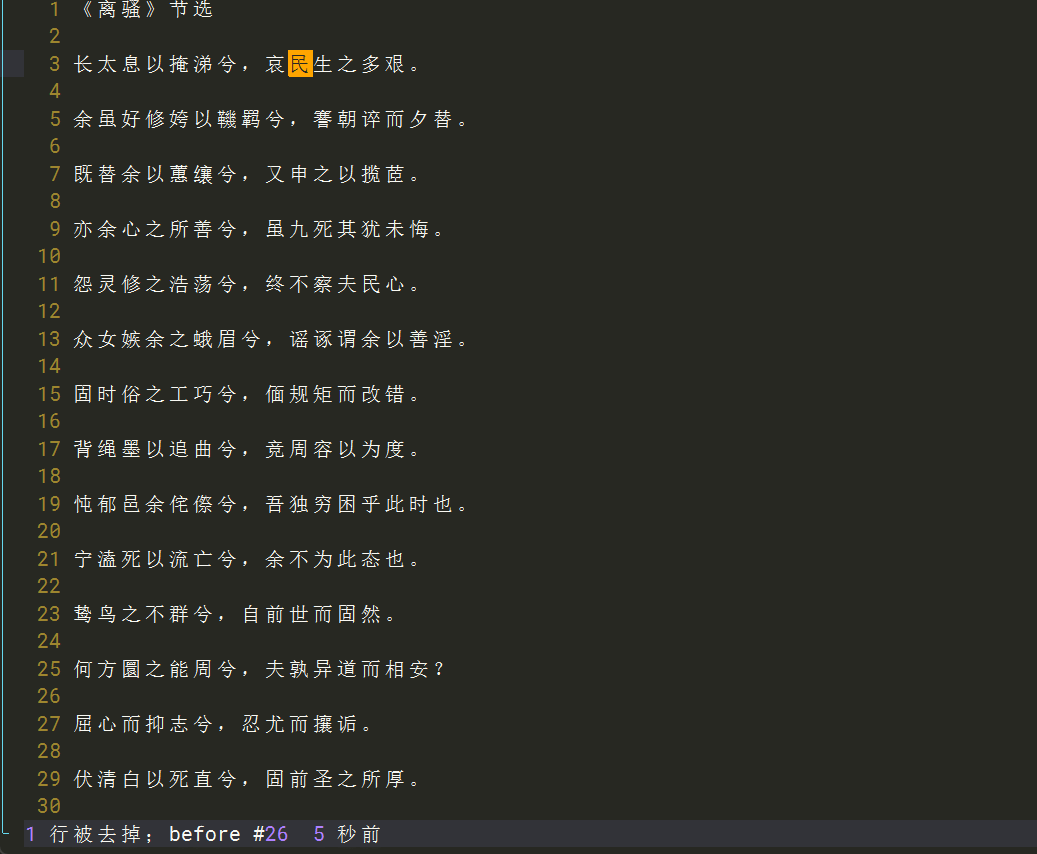 1 《离骚》节选
2
3 长太息以掩涕兮，哀民生之多艰。
4
5 余虽好修姱以鞿羁兮，謇朝谇而夕替。
6
7 既替余以蕙纕兮，又申之以揽茝。
8
9 亦余心之所善兮，虽九死其犹未悔。
10
11 怨灵修之浩荡兮，终不察夫民心。
12
13 众女嫉余之蛾眉兮，谣诼谓余以善淫。
14
15 固时俗之工巧兮，偭规矩而改错。
16
17 背绳墨以追曲兮，竞周容以为度。
18
19 忳郁邑余侘傺兮，吾独穷困乎此时也。
20
21 宁溘死以流亡兮，余不为此态也。
22
23 鸷鸟之不群兮，自前世而固然。
24
25 何方圜之能周兮，夫孰异道而相安？
26
27 屈心而抑志兮，忍尤而攘诟。
28
29 伏清白以死直兮，固前圣之所厚。
30
1 行被去掉；before #26  5 秒前